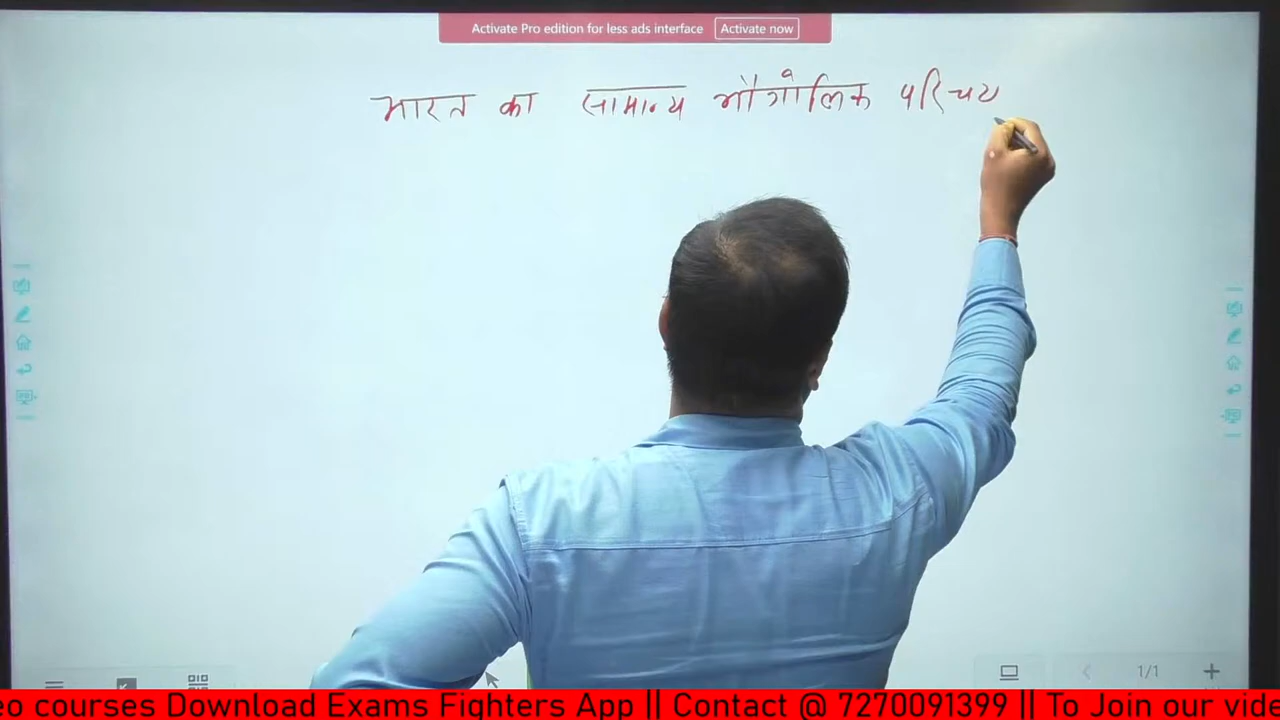 Activate Pro edition for less ads interface Activate now
भारत का सामान्य भौगोलिक परिचय
1/1
eo courses Download Exams Fighters App || Contact @ 7270091399 || To Join our vide